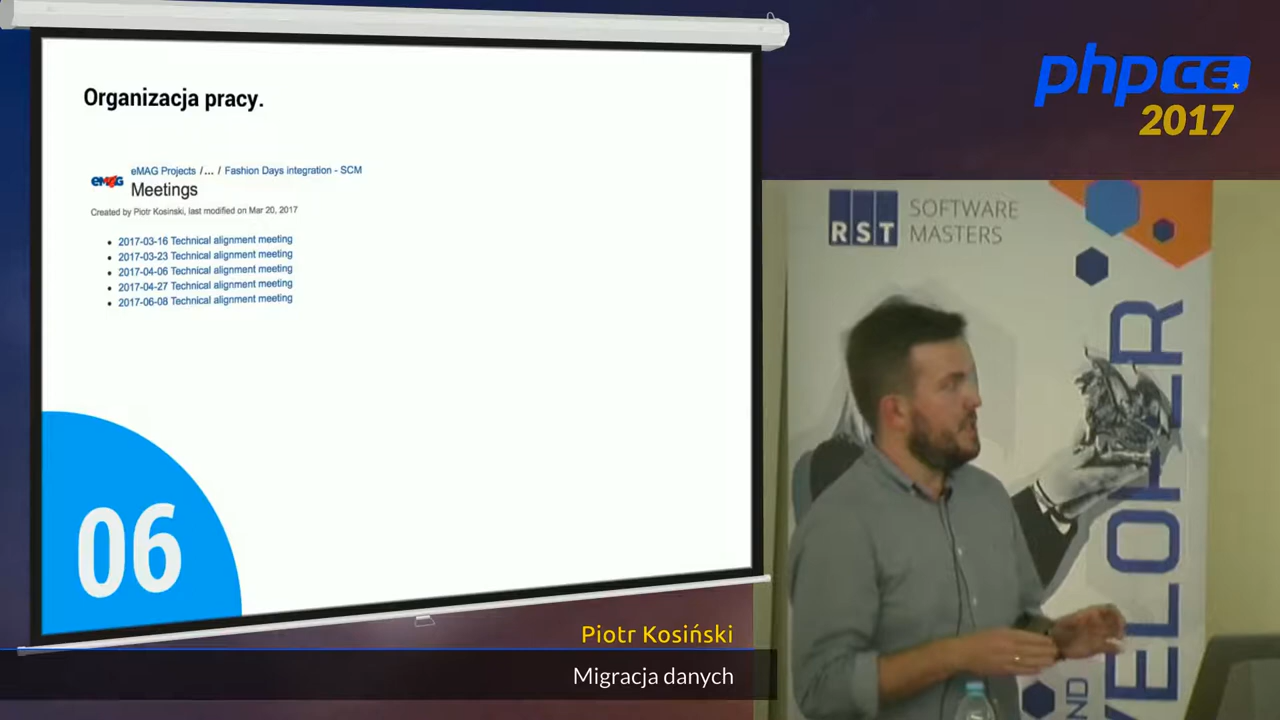 Organizacja pracy.
eMAG
eMAG Projects /... / Fashion Days integration - SCM
Meetings
Created by Piotr Kosinski, last modified on Mar 20, 2017
2017-03-16 Technical alignment meeting
2017-03-23 Technical alignment meeting
2017-04-06 Technical alignment meeting
2017-04-27 Technical alignment meeting
2017-06-08 Technical alignment meeting
06
Piotr Kosiński
Migracja danych
phpCE
2017
RST SOFTWARE
MASTERS